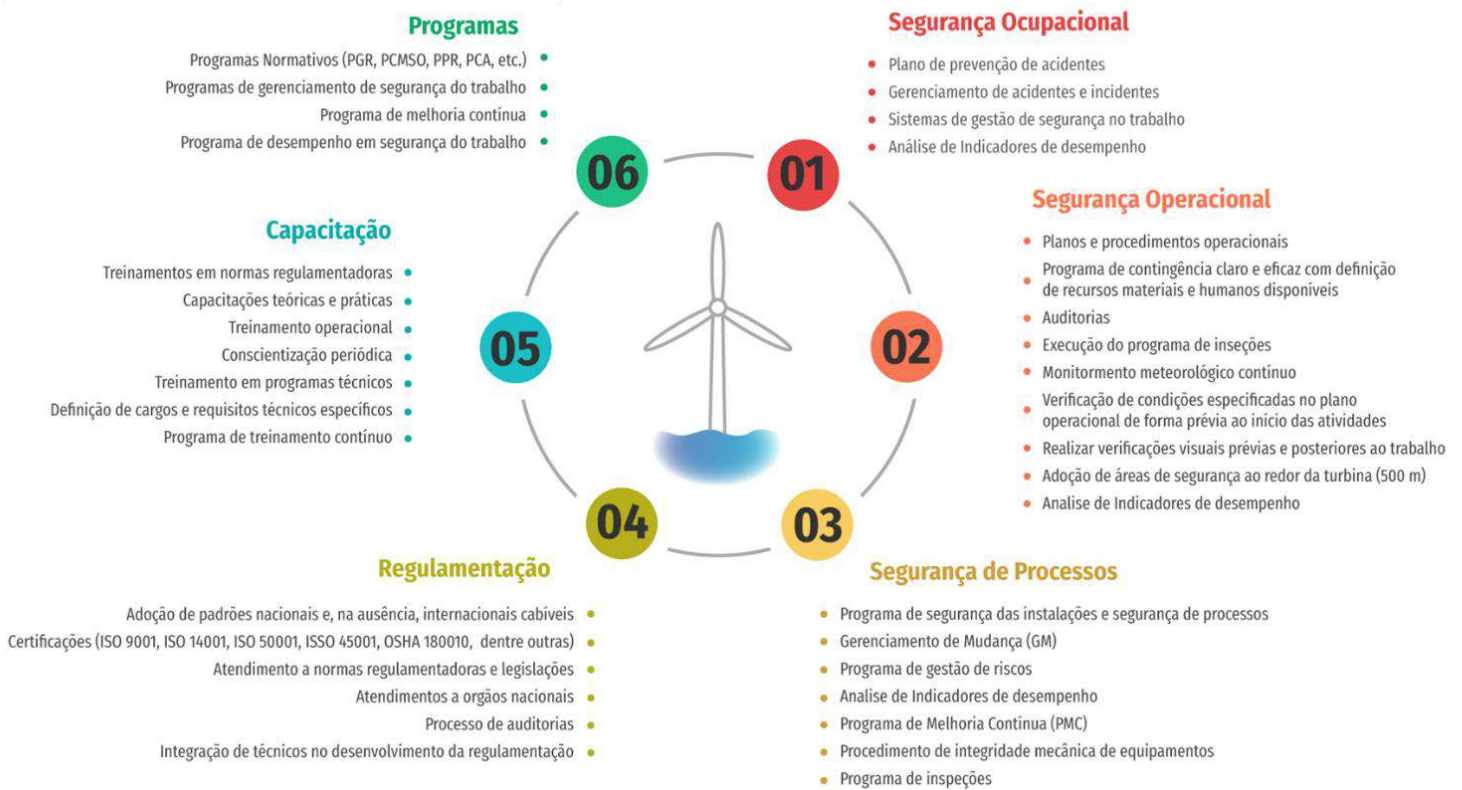 Segurança Ocupacional
Plano de prevenção de acidentes
Gerenciamento de acidentes e incidentes
Sistemas de gestão de segurança no trabalho
Análise de Indicadores de desempenho
01
Segurança Operacional
Planos e procedimentos operacionais
Programa de contingência claro e eficaz com definição
de recursos materiais e humanos disponíveis
Auditorias
Execução do programa de inseções
Monitormento meteorológico contínuo
Verificação de condições especificadas no plano
operacional de forma prévia ao início das atividades
Realizar verificações visuais prévias e posteriores ao trabalho
Adoção de áreas de segurança ao redor da turbina (500 m)
Analise de Indicadores de desempenho
02
Segurança de Processos
Programa de segurança das instalações e segurança de processos
Gerenciamento de Mudança (GM)
Programa de gestão de riscos
Analise de Indicadores de desempenho
Programa de Melhoria Contínua (PMC)
Procedimento de integridade mecânica de equipamentos
Programa de inspeções
03
Regulamentação
Adoção de padrões nacionais e, na ausência, internacionais cabíveis
Certificações (ISO 9001, ISO 14001, ISO 50001, ISSO 45001, OSHA 180010, dentre outras)
Atendimento a normas regulamentadoras e legislações
Atendimentos a orgãos nacionais
Processo de auditorias
Integração de técnicos no desenvolvimento da regulamentação
04
Capacitação
Treinamentos em normas regulamentadoras
Capacitações teóricas e práticas
Treinamento operacional
Conscientização periódica
Treinamento em programas técnicos
Definição de cargos e requisitos técnicos específicos
Programa de treinamento contínuo
05
Programas
Programas Normativos (PGR, PCMSO, PPR, PCA, etc.)
Programas de gerenciamento de segurança do trabalho
Programa de melhoria contínua
Programa de desempenho em segurança do trabalho
06